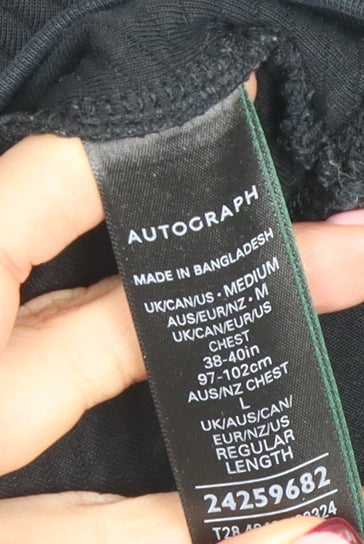 AUTOGRAPH
MADE IN BANGLADESH
UK/CAN/US · MEDIUM
AUS/EUR/NZ · M
UK/CAN/EUR/US
CHEST
38-40in
97-102cm
AUS/NZ CHEST
L
UK/AUS/CAN/
EUR/NZ/US
REGULAR
LENGTH
24259682
T28